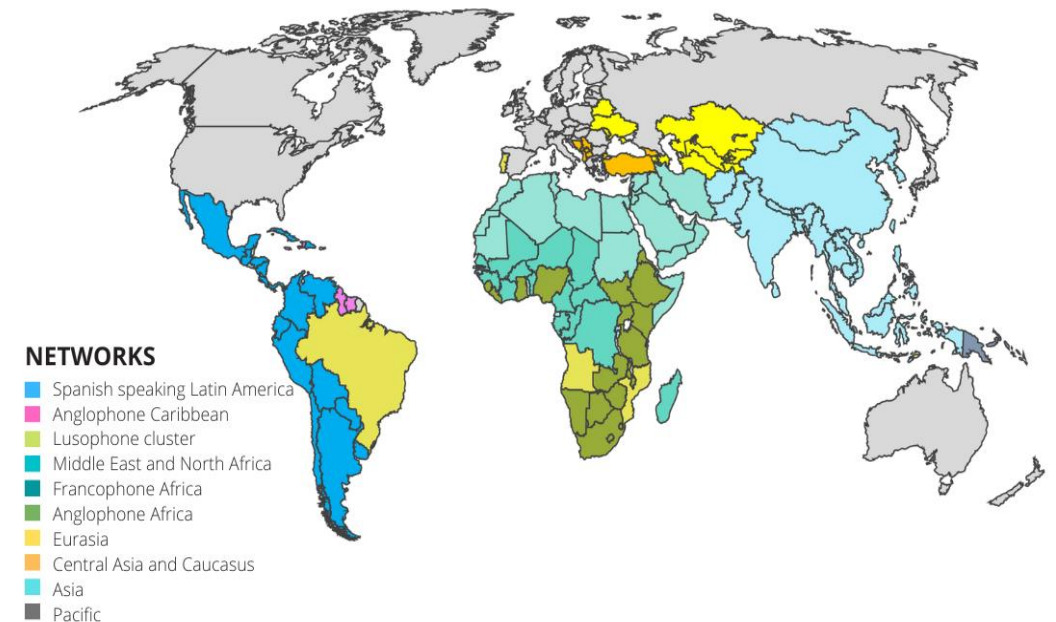 NETWORKS
Spanish speaking Latin America
Anglophone Caribbean
Lusophone cluster
Middle East and North Africa
Francophone Africa
Anglophone Africa
Eurasia
Central Asia and Caucasus
Asia
Pacific